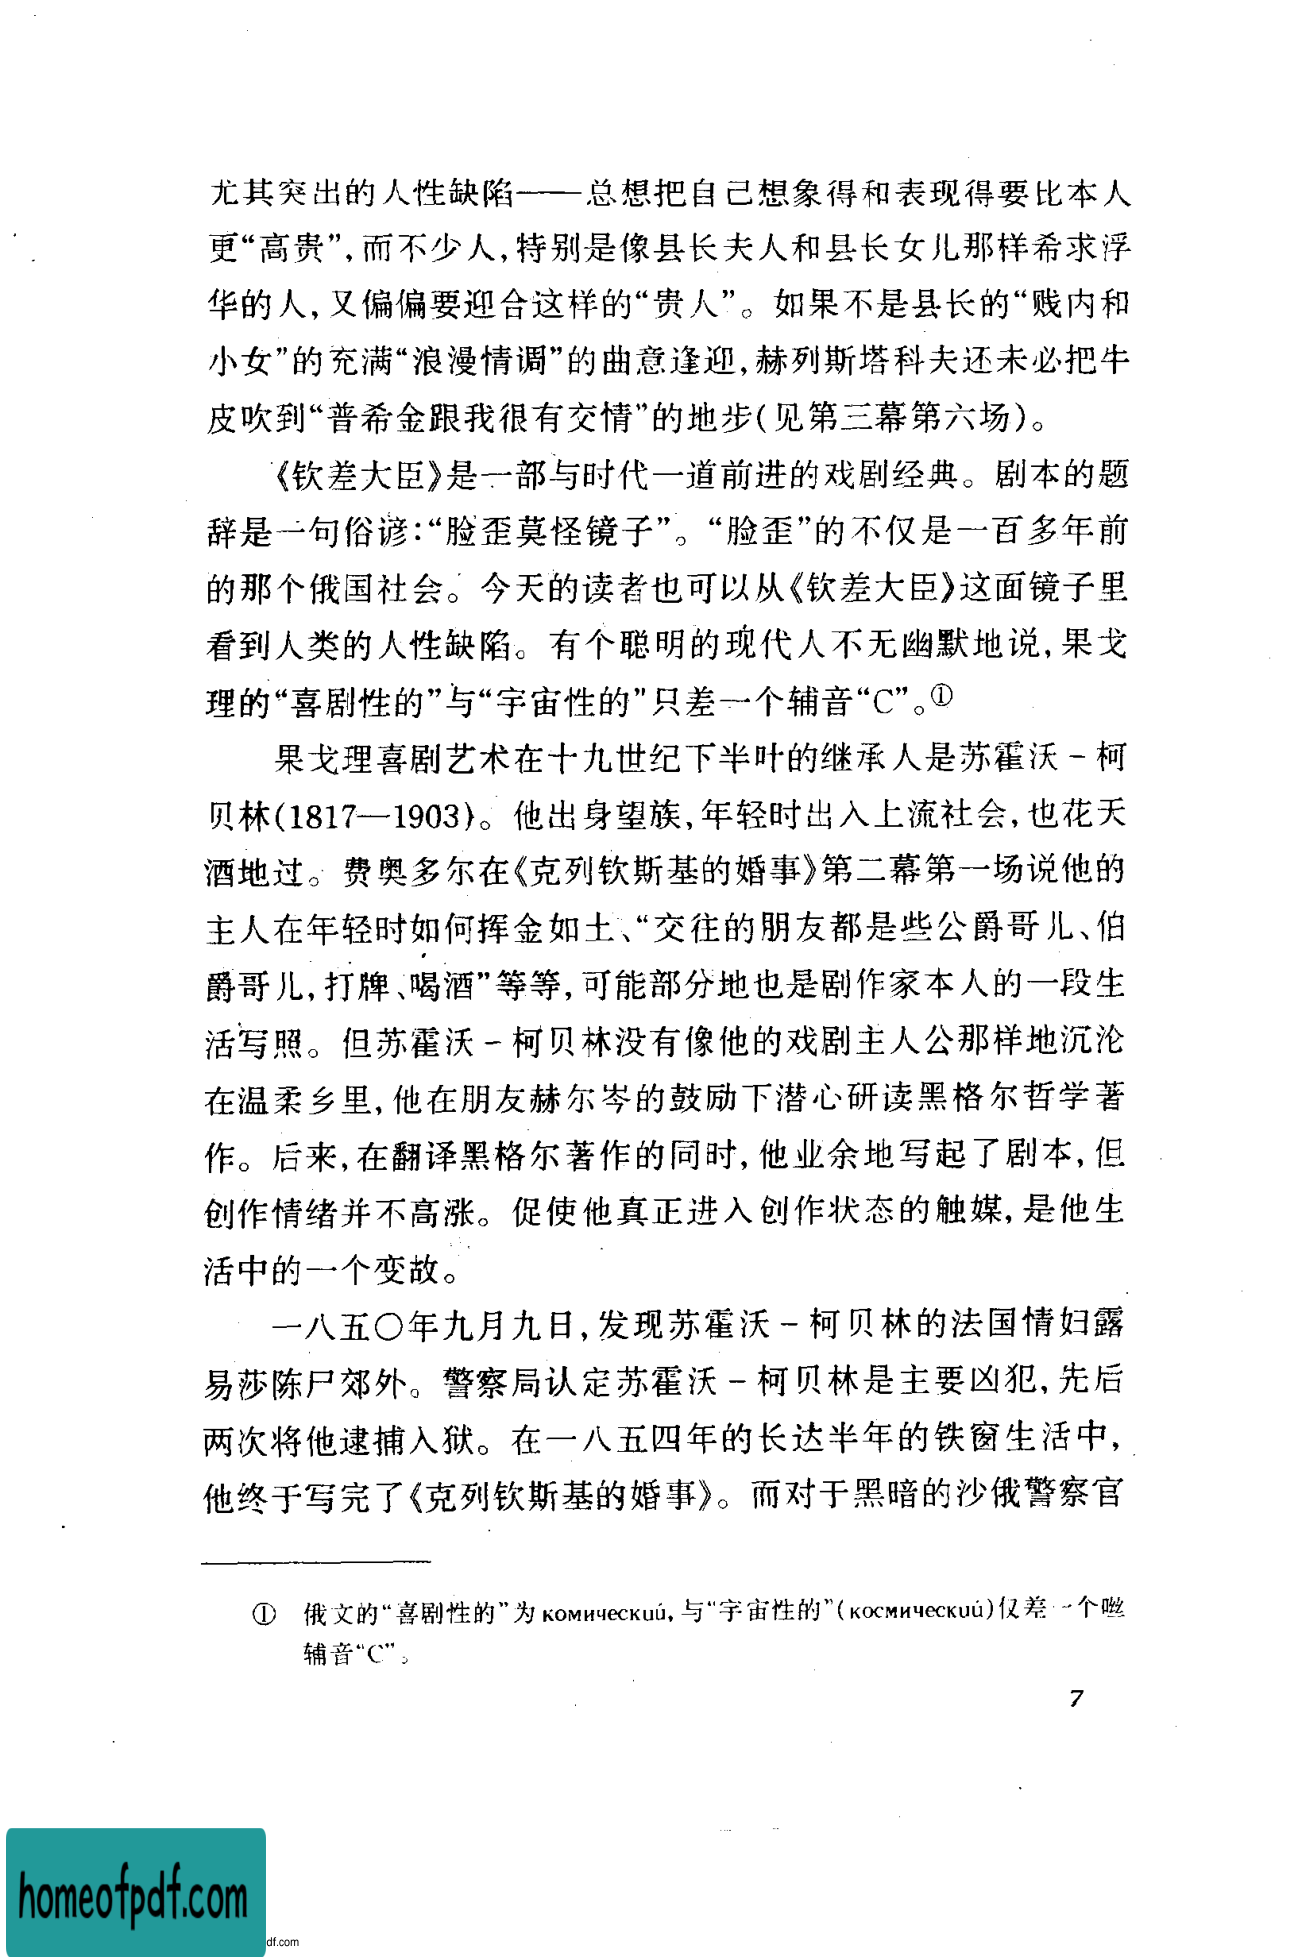 尤其突出的人性缺陷——总想把自己想象得和表现得要比本人
更“高贵”,而不少人,特别是像县长夫人和县长女儿那样希求浮
华的人,又偏偏要迎合这样的“贵人”。如果不是县长的“贱内和
小女”的充满“浪漫情调”的曲意逢迎,赫列斯塔科夫还未必把牛
皮吹到“普希金跟我很有交情”的地步(见第三幕第六场)。
《钦差大臣》是一部与时代一道前进的戏剧经典。剧本的题
辞是一句俗谚:“脸歪莫怪镜子”。“脸歪”的不仅是一百多年前
的那个俄国社会。今天的读者也可以从《钦差大臣》这面镜子里
看到人类的人性缺陷。有个聪明的现代人不无幽默地说,果戈
理的“喜剧性的”与“宇宙性的”只差一个辅音“C”。①
果戈理喜剧艺术在十九世纪下半叶的继承人是苏霍沃－柯
贝林(1817—1903)。他出身望族,年轻时出入上流社会,也花天
酒地过。费奥多尔在《克列钦斯基的婚事》第二幕第一场说他的
主人在年轻时如何挥金如土、“交往的朋友都是些公爵哥儿、伯
爵哥儿,打牌、喝酒”等等,可能部分地也是剧作家本人的一段生
活写照。但苏霍沃－柯贝林没有像他的戏剧主人公那样地沉沦
在温柔乡里,他在朋友赫尔岑的鼓励下潜心研读黑格尔哲学著
作。后来,在翻译黑格尔著作的同时,他业余地写起了剧本,但
创作情绪并不高涨。促使他真正进入创作状态的触媒,是他生
活中的一个变故。
一八五〇年九月九日,发现苏霍沃－柯贝林的法国情妇露
易莎陈尸郊外。警察局认定苏霍沃－柯贝林是主要凶犯,先后
两次将他逮捕入狱。在一八五四年的长达半年的铁窗生活中,
他终于写完了《克列钦斯基的婚事》。而对于黑暗的沙俄警察官
① 俄文的“喜剧性的”为комический,与“宇宙性的”(космический)仅差一个咝
辅音“C”。
7
homeofpdf.com
df.com